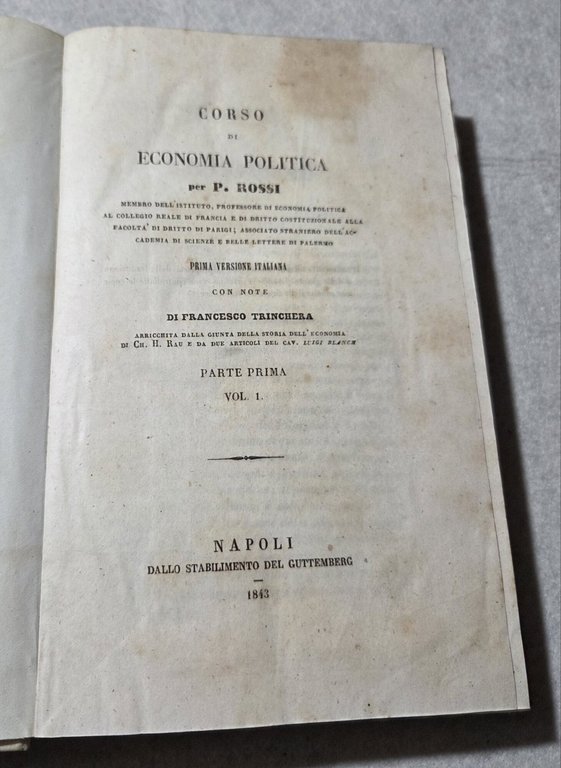 CORSO
DI
ECONOMIA POLITICA
per P. ROSSI
MEMBRO DELL'ISTITUTO, PROFESSORE DI ECONOMIA POLITICA
AL COLLEGIO REALE DI FRANCIA E DI DRITTO COSTITUZIONALE ALLA
FACOLTA' DI DRITTO DI PARIGI; ASSOCIATO STRANIERO DELL'AC-
CADEMIA DI SCIENZE E BELLE LETTERE DI PALERMO
PRIMA VERSIONE ITALIANA
CON NOTE
DI FRANCESCO TRINCHERA
ARRICCHITA DALLA GIUNTA DELLA STORIA DELL'ECONOMIA
DI CH. H. RAU E DA DUE ARTICOLI DEL CAV. LUIGI BLANCH
PARTE PRIMA
VOL. 1.
NAPOLI
DALLO STABILIMENTO DEL GUTTEMBERG
1843